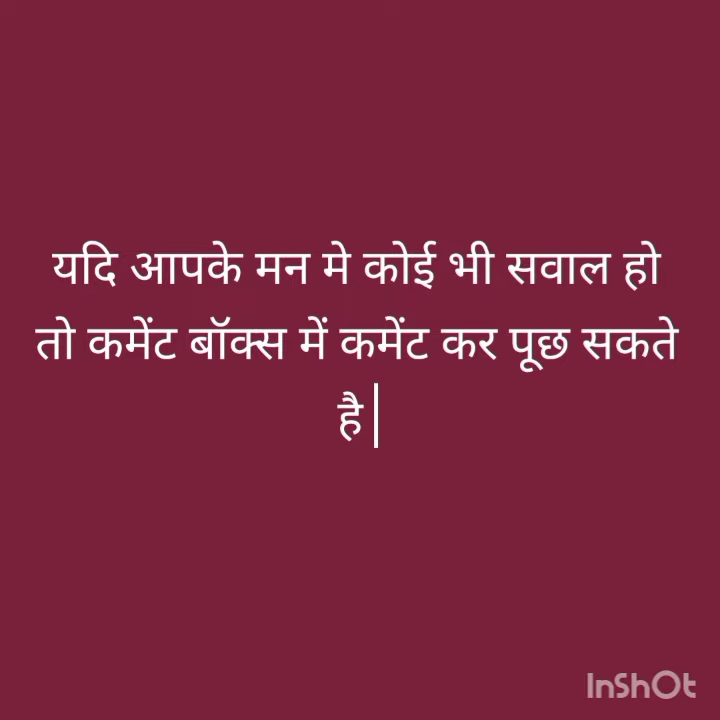 यदि आपके मन मे कोई भी सवाल हो
तो कमेंट बॉक्स में कमेंट कर पूछ सकते
है|
InShOt